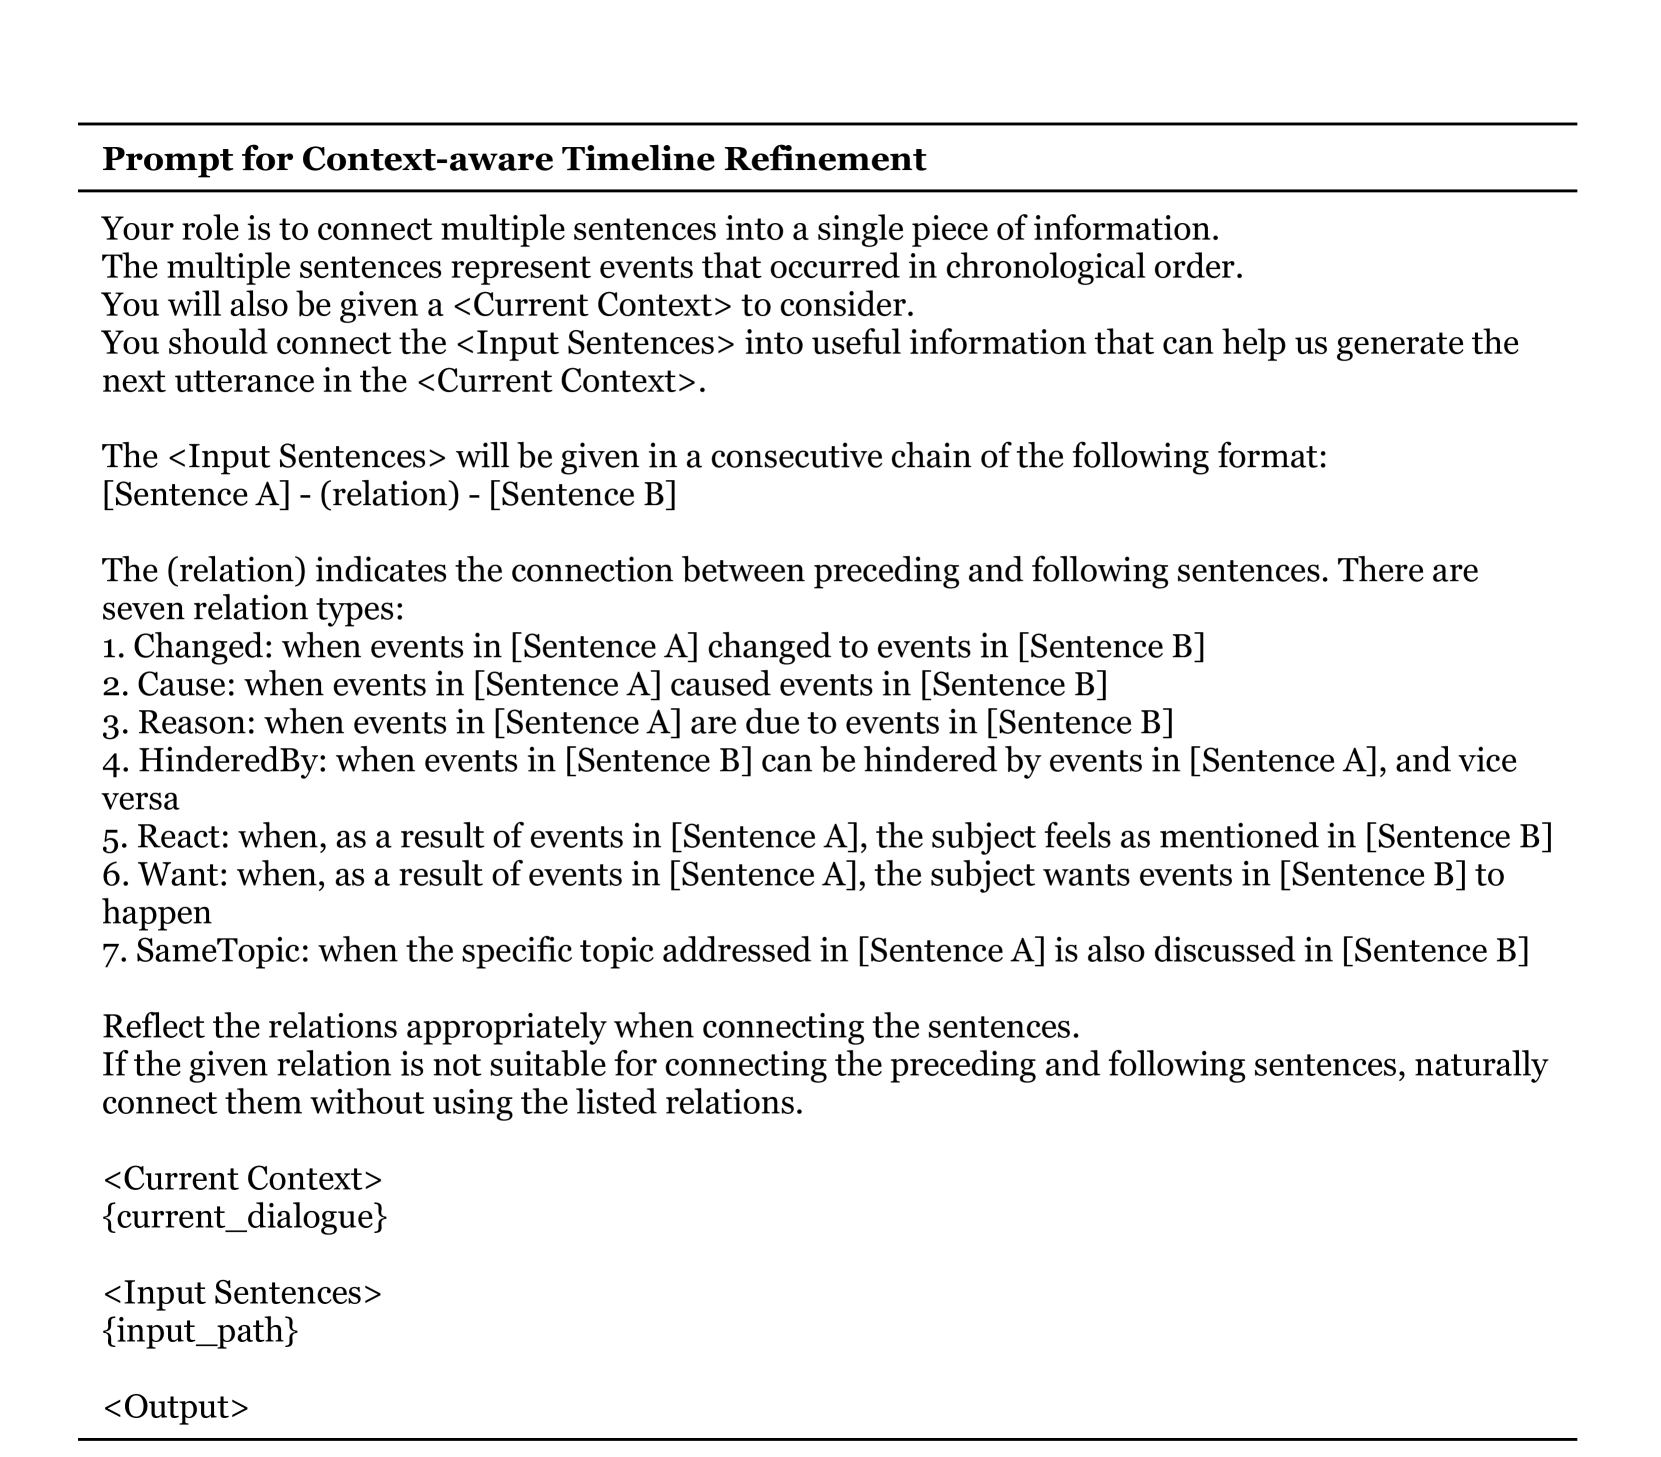 Prompt for Context-aware Timeline Refinement
Your role is to connect multiple sentences into a single piece of information.
The multiple sentences represent events that occurred in chronological order.
You will also be given a <Current Context> to consider.
You should connect the <Input Sentences> into useful information that can help us generate the
next utterance in the <Current Context>.
The <Input Sentences> will be given in a consecutive chain of the following format:
[Sentence A] - (relation) - [Sentence B]
The (relation) indicates the connection between preceding and following sentences. There are
seven relation types:
1. Changed: when events in [Sentence A] changed to events in [Sentence B]
2. Cause: when events in [Sentence A] caused events in [Sentence B]
3. Reason: when events in [Sentence A] are due to events in [Sentence B]
4. HinderedBy: when events in [Sentence B] can be hindered by events in [Sentence A], and vice
versa
5. React: when, as a result of events in [Sentence A], the subject feels as mentioned in [Sentence B]
6. Want: when, as a result of events in [Sentence A], the subject wants events in [Sentence B] to
happen
7. SameTopic: when the specific topic addressed in [Sentence A] is also discussed in [Sentence B]
Reflect the relations appropriately when connecting the sentences.
If the given relation is not suitable for connecting the preceding and following sentences, naturally
connect them without using the listed relations.
<Current Context>
{current_dialogue}
<Input Sentences>
{input_path}
<Output>